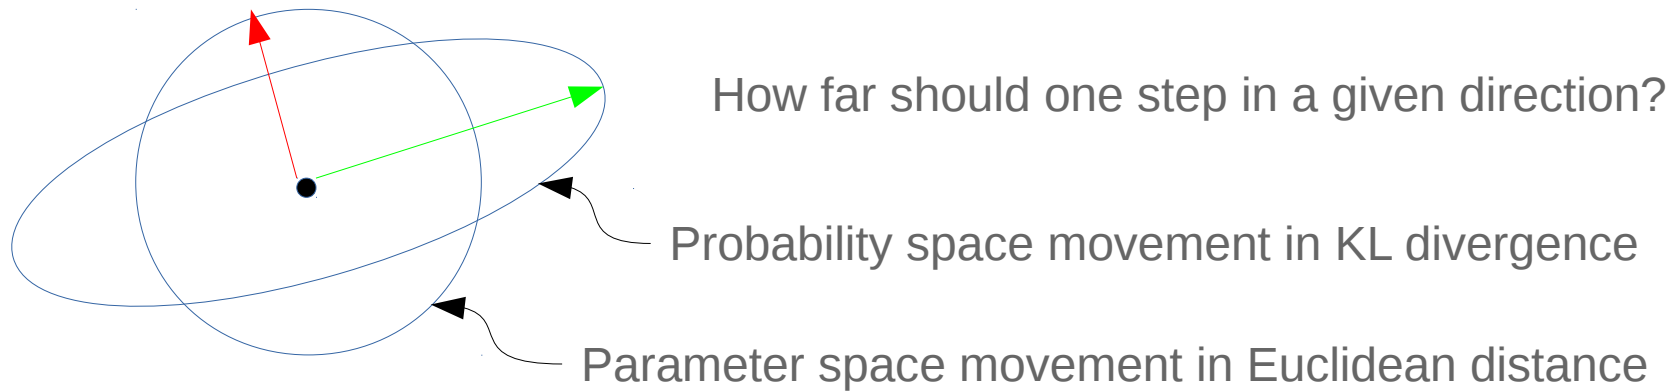 How far should one step in a given direction?
Probability space movement in KL divergence
Parameter space movement in Euclidean distance